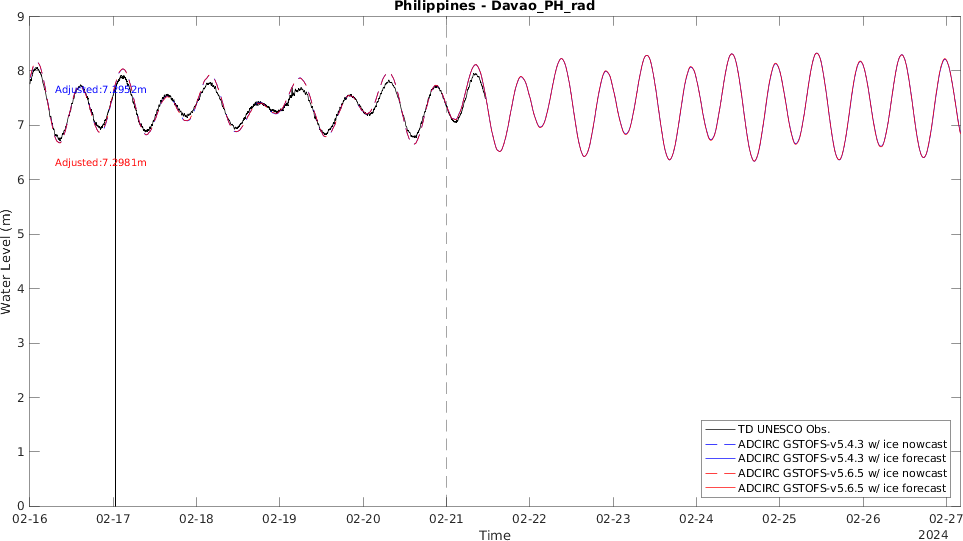 Philippines - Davao_PH_rad
9
8
7
6
5
4
3
2
1
0
Water Level (m)
Adjusted:7.2952m
Adjusted:7.2981m
TD UNESCO Obs.
ADCIRC GSTOFS-v5.4.3 w/ ice nowcast
ADCIRC GSTOFS-v5.4.3 w/ ice forecast
ADCIRC GSTOFS-v5.6.5 w/ ice nowcast
ADCIRC GSTOFS-v5.6.5 w/ ice forecast
02-16 02-17 02-18 02-19 02-20 02-21 02-22 02-23 02-24 02-25 02-26 02-27
Time
2024